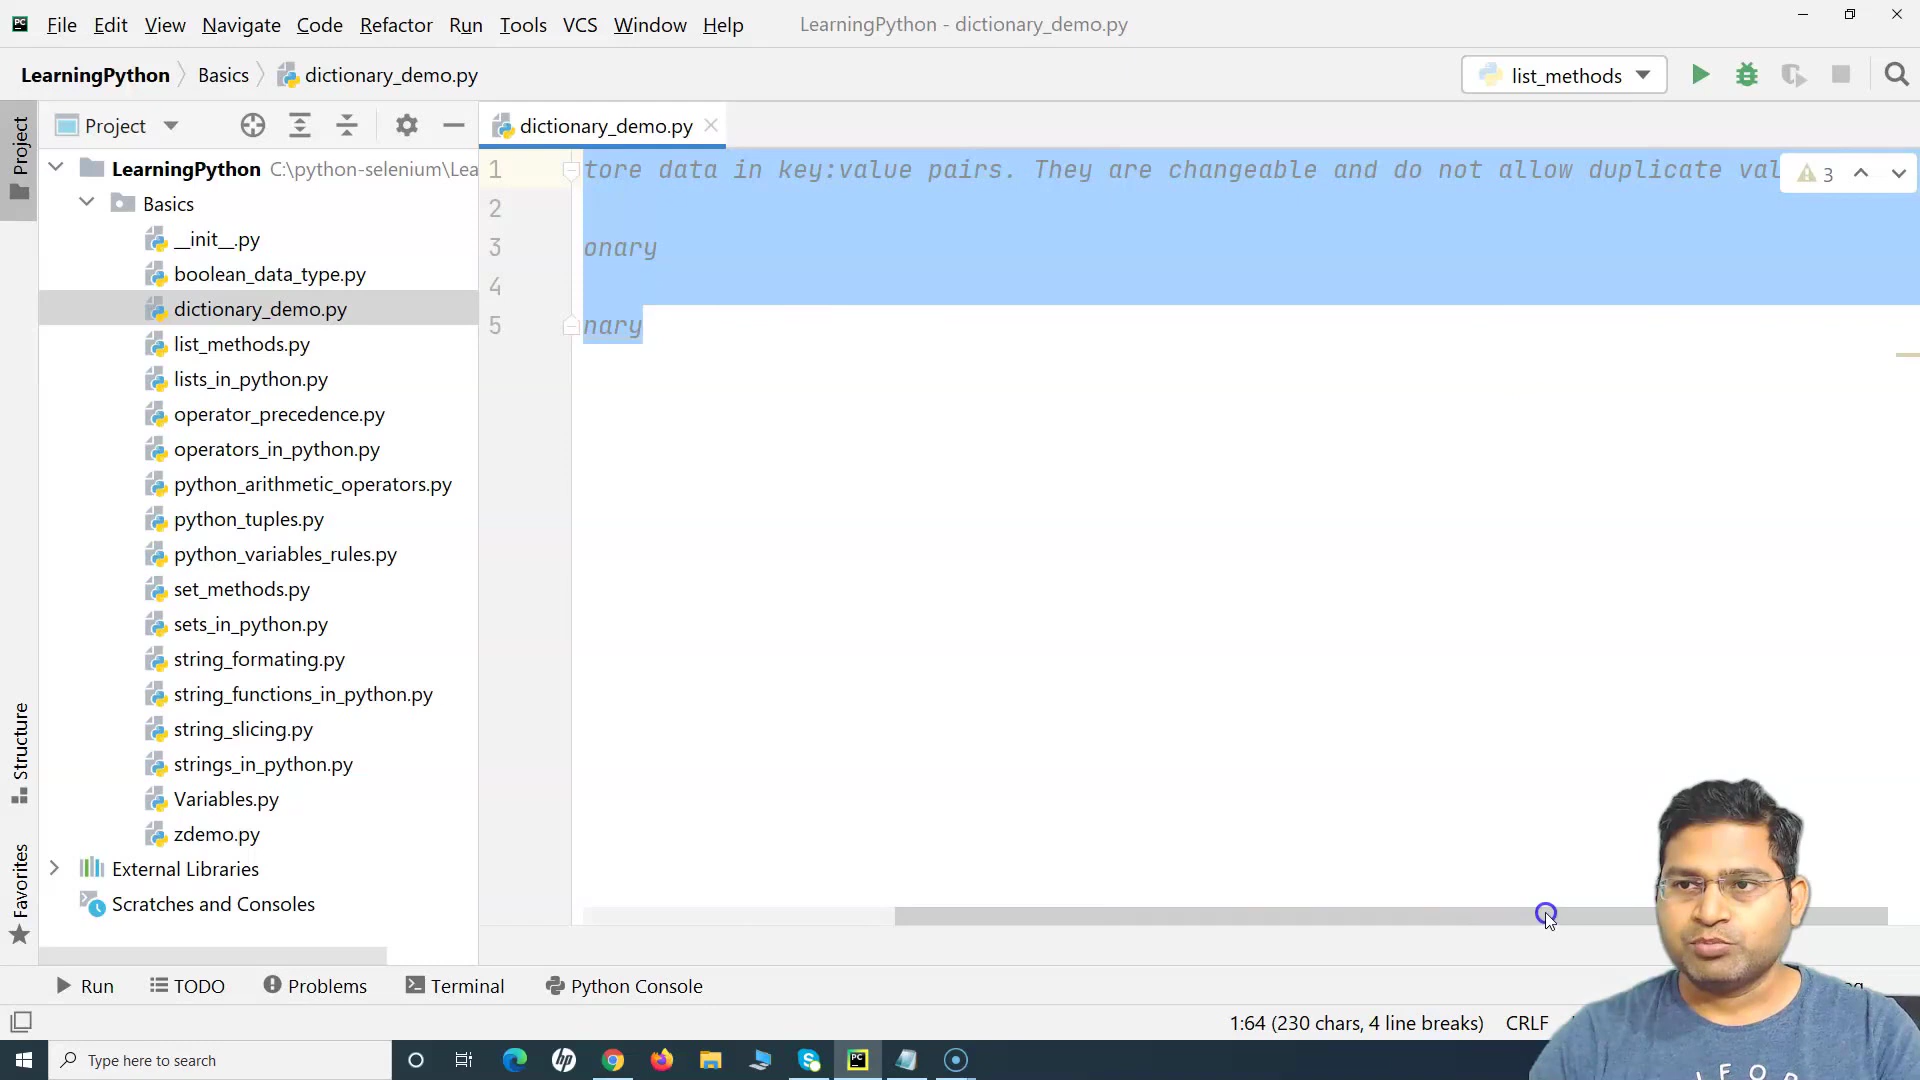 File Edit View Navigate Code Refactor Run Tools VCS Window Help LearningPython - dictionary_demo.py
LearningPython Basics dictionary_demo.py list_methods
Project
Project dictionary_demo.py
1 tore data in key:value pairs. They are changeable and do not allow duplicate val 3
2
3 onary
4
5 nary
LearningPython C:\python-selenium\Lea
Basics
__init__.py
boolean_data_type.py
dictionary_demo.py
list_methods.py
lists_in_python.py
operator_precedence.py
operators_in_python.py
python_arithmetic_operators.py
python_tuples.py
python_variables_rules.py
set_methods.py
sets_in_python.py
string_formating.py
string_functions_in_python.py
string_slicing.py
strings_in_python.py
Variables.py
zdemo.py
External Libraries
Scratches and Consoles
Structure
Favorites
Run TODO Problems Terminal Python Console
1:64 (230 chars, 4 line breaks) CRLF
Type here to search
hp
PC